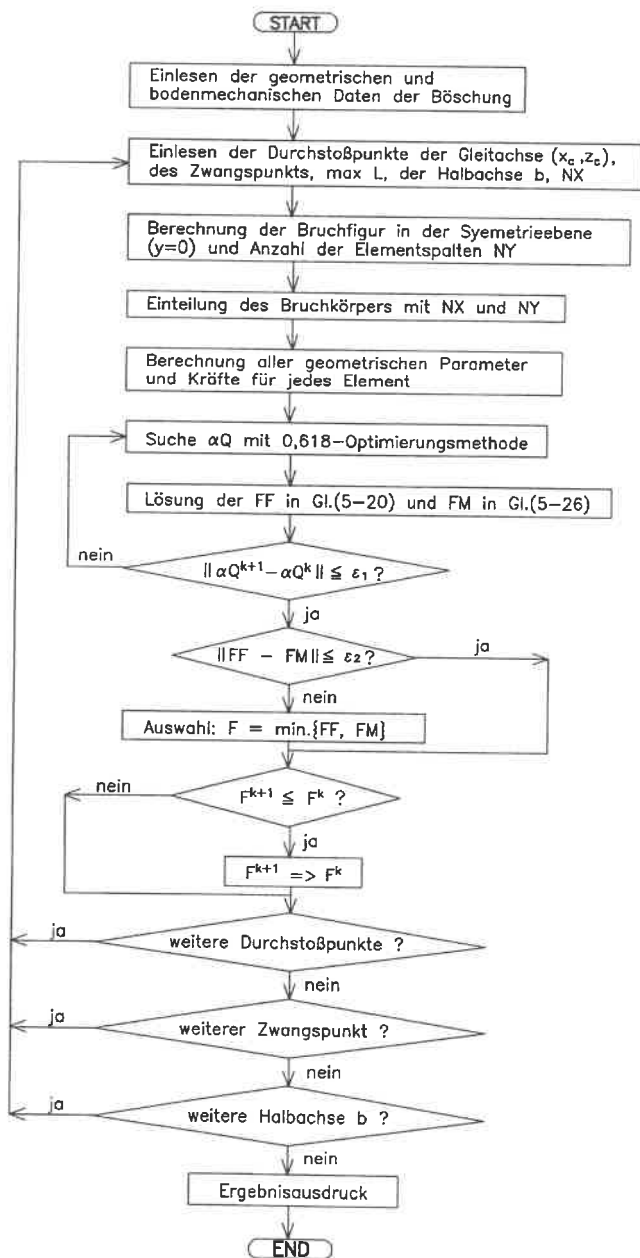 START
Einlesen der geometrischen und
bodenmechanischen Daten der Böschung
Einlesen der Durchstoßpunkte der Gleitachse (x_c,z_c),
des Zwangspunkts, max L, der Halbachse b, NX
Berechnung der Bruchfigur in der Syemetrieebene
(y=0) und Anzahl der Elementspalten NY
Einteilung des Bruchkörpers mit NX und NY
Berechnung aller geometrischen Parameter
und Kräfte für jedes Element
Suche αQ mit 0,618-Optimierungsmethode
Lösung der FF in Gl.(5-20) und FM in Gl.(5-26)
nein
||αQ^{k+1}-αQ^k|| ≦ ε₁ ?
ja
||FF - FM|| ≦ ε₂ ?
ja
nein
Auswahl: F = min.{FF, FM}
nein
F^{k+1} ≦ F^k ?
ja
F^{k+1} => F^k
ja
weitere Durchstoßpunkte ?
nein
ja
weiterer Zwangspunkt ?
nein
ja
weitere Halbachse b ?
nein
Ergebnisausdruck
END